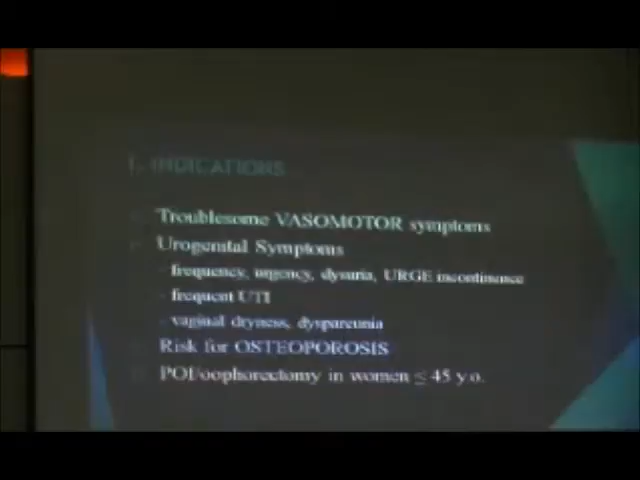 I. INDICATIONS
Troublesome VASOMOTOR symptoms
Urogenital Symptoms
- frequency, urgency, dysuria, URGE incontinence
- frequent UTI
- vaginal dryness, dyspareunia
Risk for OSTEOPOROSIS
POI/oophorectomy in women ≤ 45 y.o.